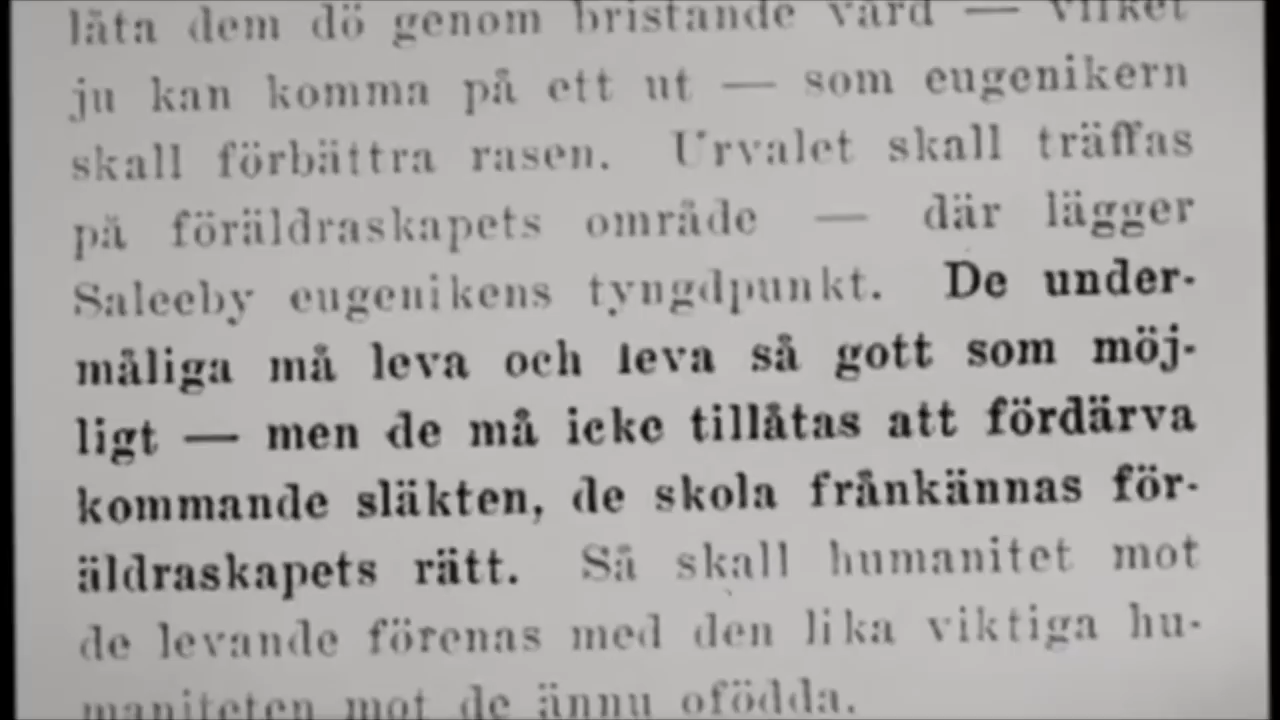 låta dem dö genom bristande vård — vilket
ju kan komma på ett ut — som eugenikern
skall förbättra rasen. Urvalet skall träffas
på föräldraskapets område — där lägger
Saleeby eugenikens tyngdpunkt. De under-
måliga må leva och leva så gott som möj-
ligt — men de må icke tillåtas att fördärva
kommande släkten, de skola frånkännas för-
äldraskapets rätt. Så skall humanitet mot
de levande förenas med den lika viktiga hu-
maniteten mot de ännu ofödda.